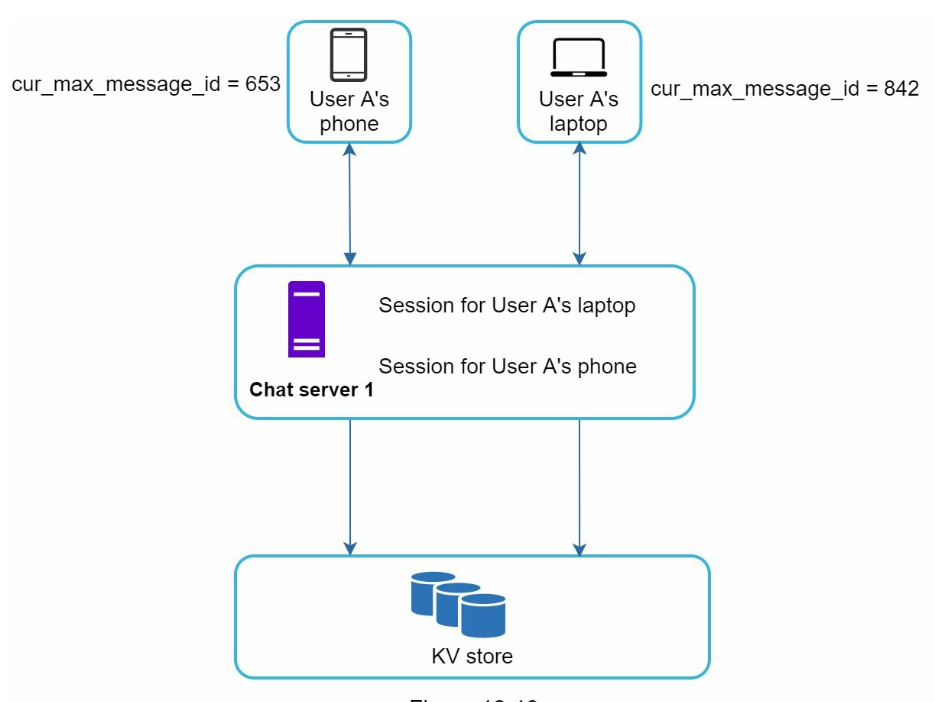 cur_max_message_id = 653
User A's
phone
User A's
laptop
cur_max_message_id = 842
Session for User A's laptop
Session for User A's phone
Chat server 1
KV store